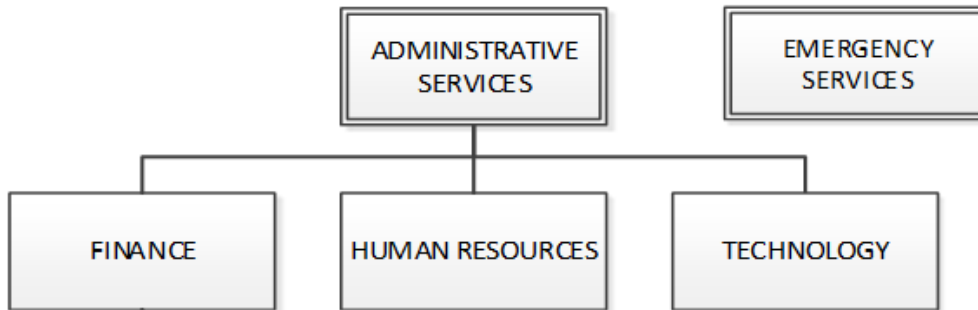 ADMINISTRATIVE
SERVICES
EMERGENCY
SERVICES
FINANCE
HUMAN RESOURCES
TECHNOLOGY